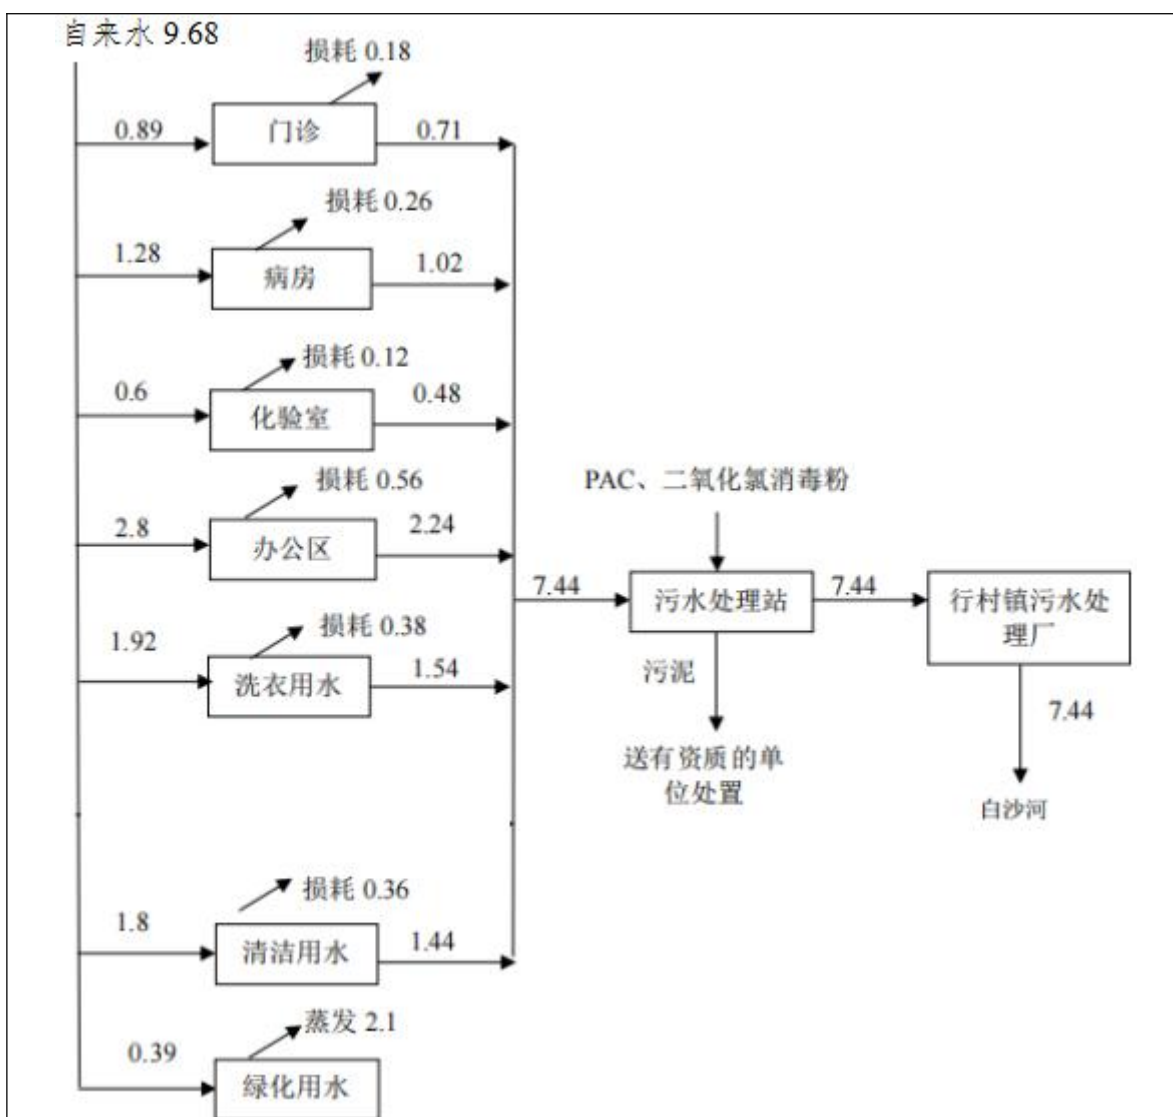 自来水 9.68
损耗 0.18
0.89
门诊
0.71
损耗 0.26
1.28
病房
1.02
损耗 0.12
0.6
化验室
0.48
损耗 0.56
2.8
办公区
2.24
PAC、二氧化氯消毒粉
7.44
污水处理站
7.44
行村镇污水处
理厂
损耗 0.38
1.92
洗衣用水
1.54
污泥
7.44
送有资质的单
位处置
白沙河
损耗 0.36
1.8
清洁用水
1.44
蒸发 2.1
0.39
绿化用水